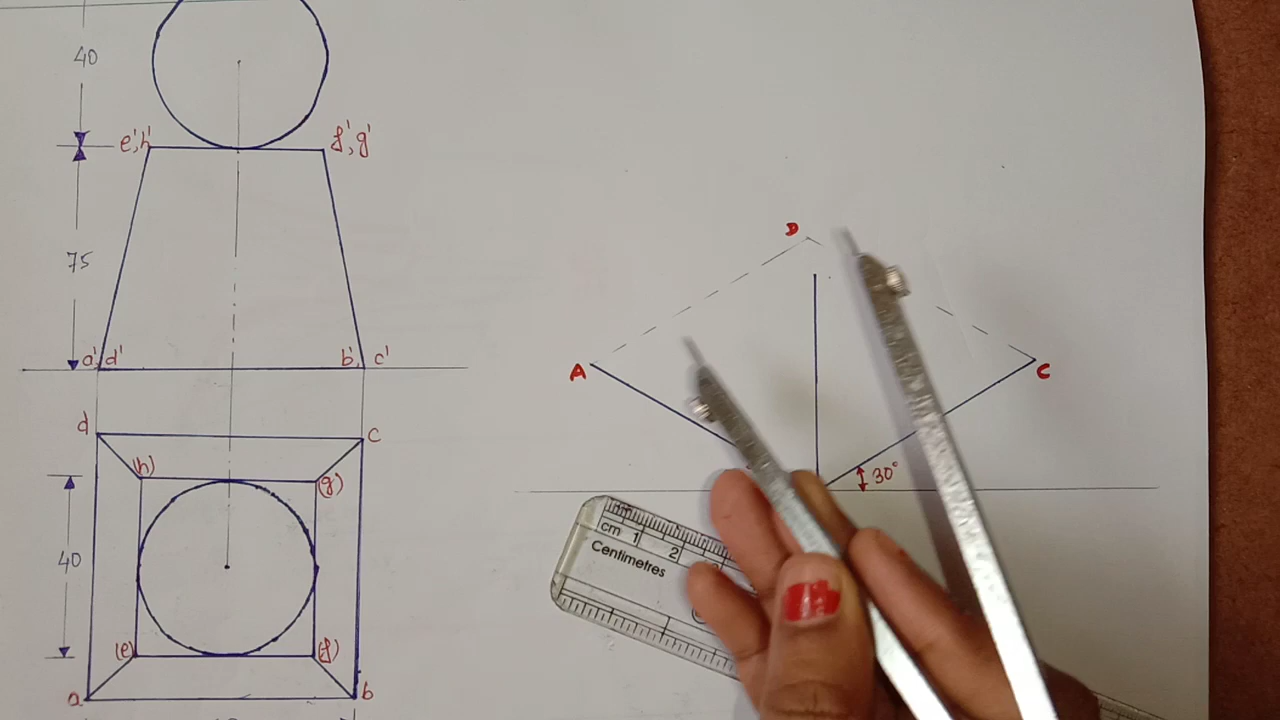 40
e',h'
f',g'
75
a',d'
b', c'
d
c
(h)
(g)
40
(e)
(f)
a
b
D
A
C
30°
cm 1 2
Centimetres